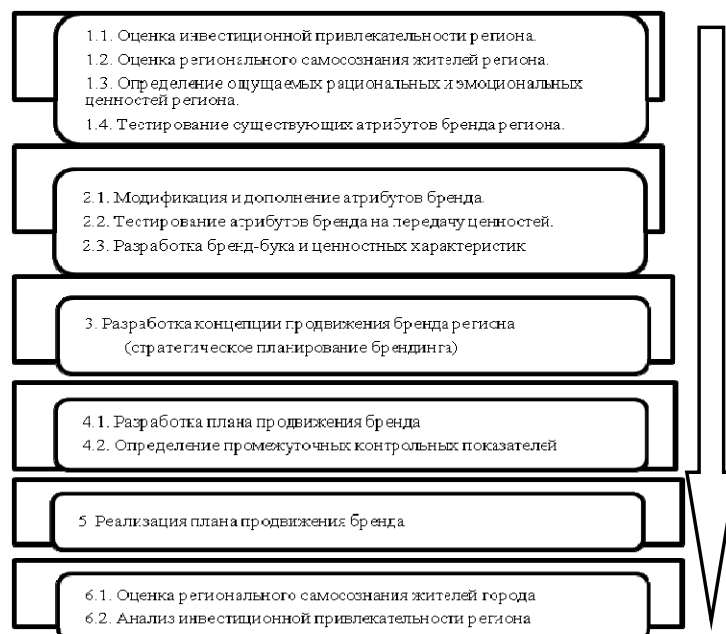 1.1. Оценка инвестиционной привлекательности региона.
1.2. Оценка регионального самосознания жителей региона.
1.3. Определение ощущаемых рациональных и эмоциональных
ценностей региона.
1.4. Тестирование существующих атрибутов бренда региона.
2.1. Модификация и дополнение атрибутов бренда.
2.2. Тестирование атрибутов бренда на передачу ценностей.
2.3. Разработка бренд-бука и ценностных характеристик
3. Разработка концепции продвижения бренда региона
(стратегическое планирование брендинга)
4.1. Разработка плана продвижения бренда
4.2. Определение промежуточных контрольных показателей
5 Реализация плана продвижения бренда
6.1. Оценка регионального самосознания жителей города
6.2. Анализ инвестиционной привлекательности региона